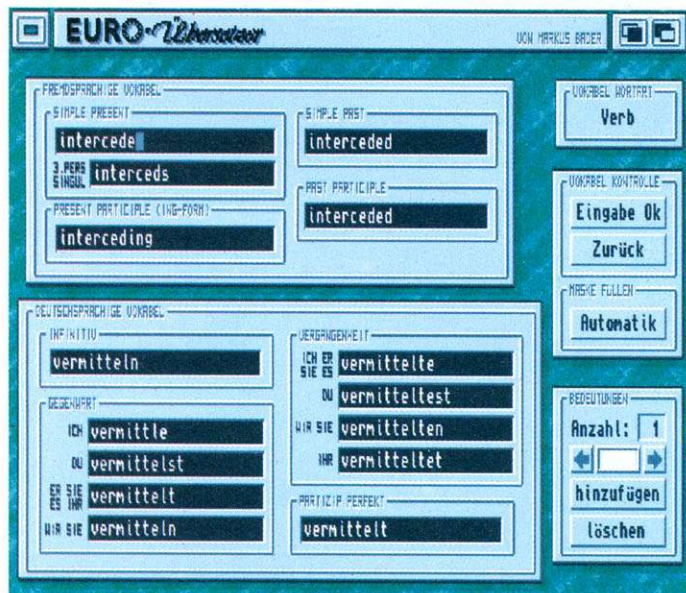 EURO-Übersetzer
VON MARKUS BADER
FREMDSPRACHIGE VOKABEL
SIMPLE PRESENT
intercede
3.PERS SINGUL interceds
PRESENT PARTICIPLE (ING-FORM)
interceding
SIMPLE PAST
interceded
PAST PARTICIPLE
interceded
VOKABEL WORTART
Verb
VOKABEL KONTROLLE
Eingabe Ok
Zurück
MASKE FÜLLEN
Automatik
DEUTSCHSPRACHIGE VOKABEL
INFINITIV
vermitteln
GEGENWART
ICH vermittle
DU vermittelst
ER SIE ES IHR vermittelt
WIR SIE vermitteln
VERGANGENHEIT
ICH ER SIE ES vermittelte
DU vermitteltest
WIR SIE vermittelten
IHR vermitteltet
PARTIZIP PERFEKT
vermittelt
BEDEUTUNGEN
Anzahl: 1
hinzufügen
löschen